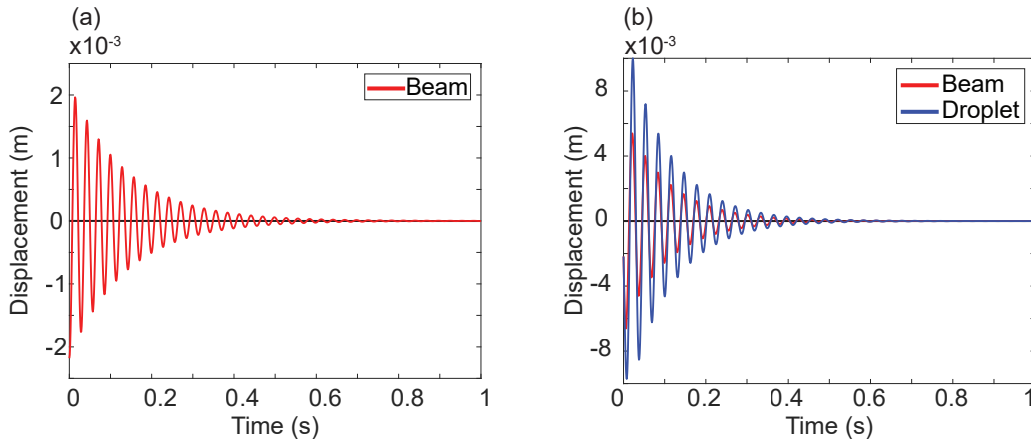 (a)
x10-3
Beam
2
1
0
-1
-2
Displacement (m)
0
0.2
0.4
0.6
0.8
1
Time (s)
(b)
x10-3
Beam
Droplet
8
4
0
-4
-8
Displacement (m)
0
0.2
0.4
0.6
0.8
1
Time (s)